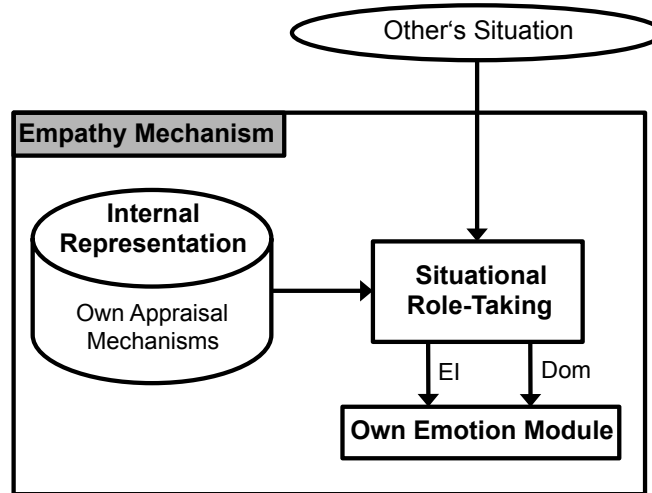 Other‘s Situation
Empathy Mechanism
Internal
Representation
Own Appraisal
Mechanisms
Situational
Role-Taking
EI
Dom
Own Emotion Module